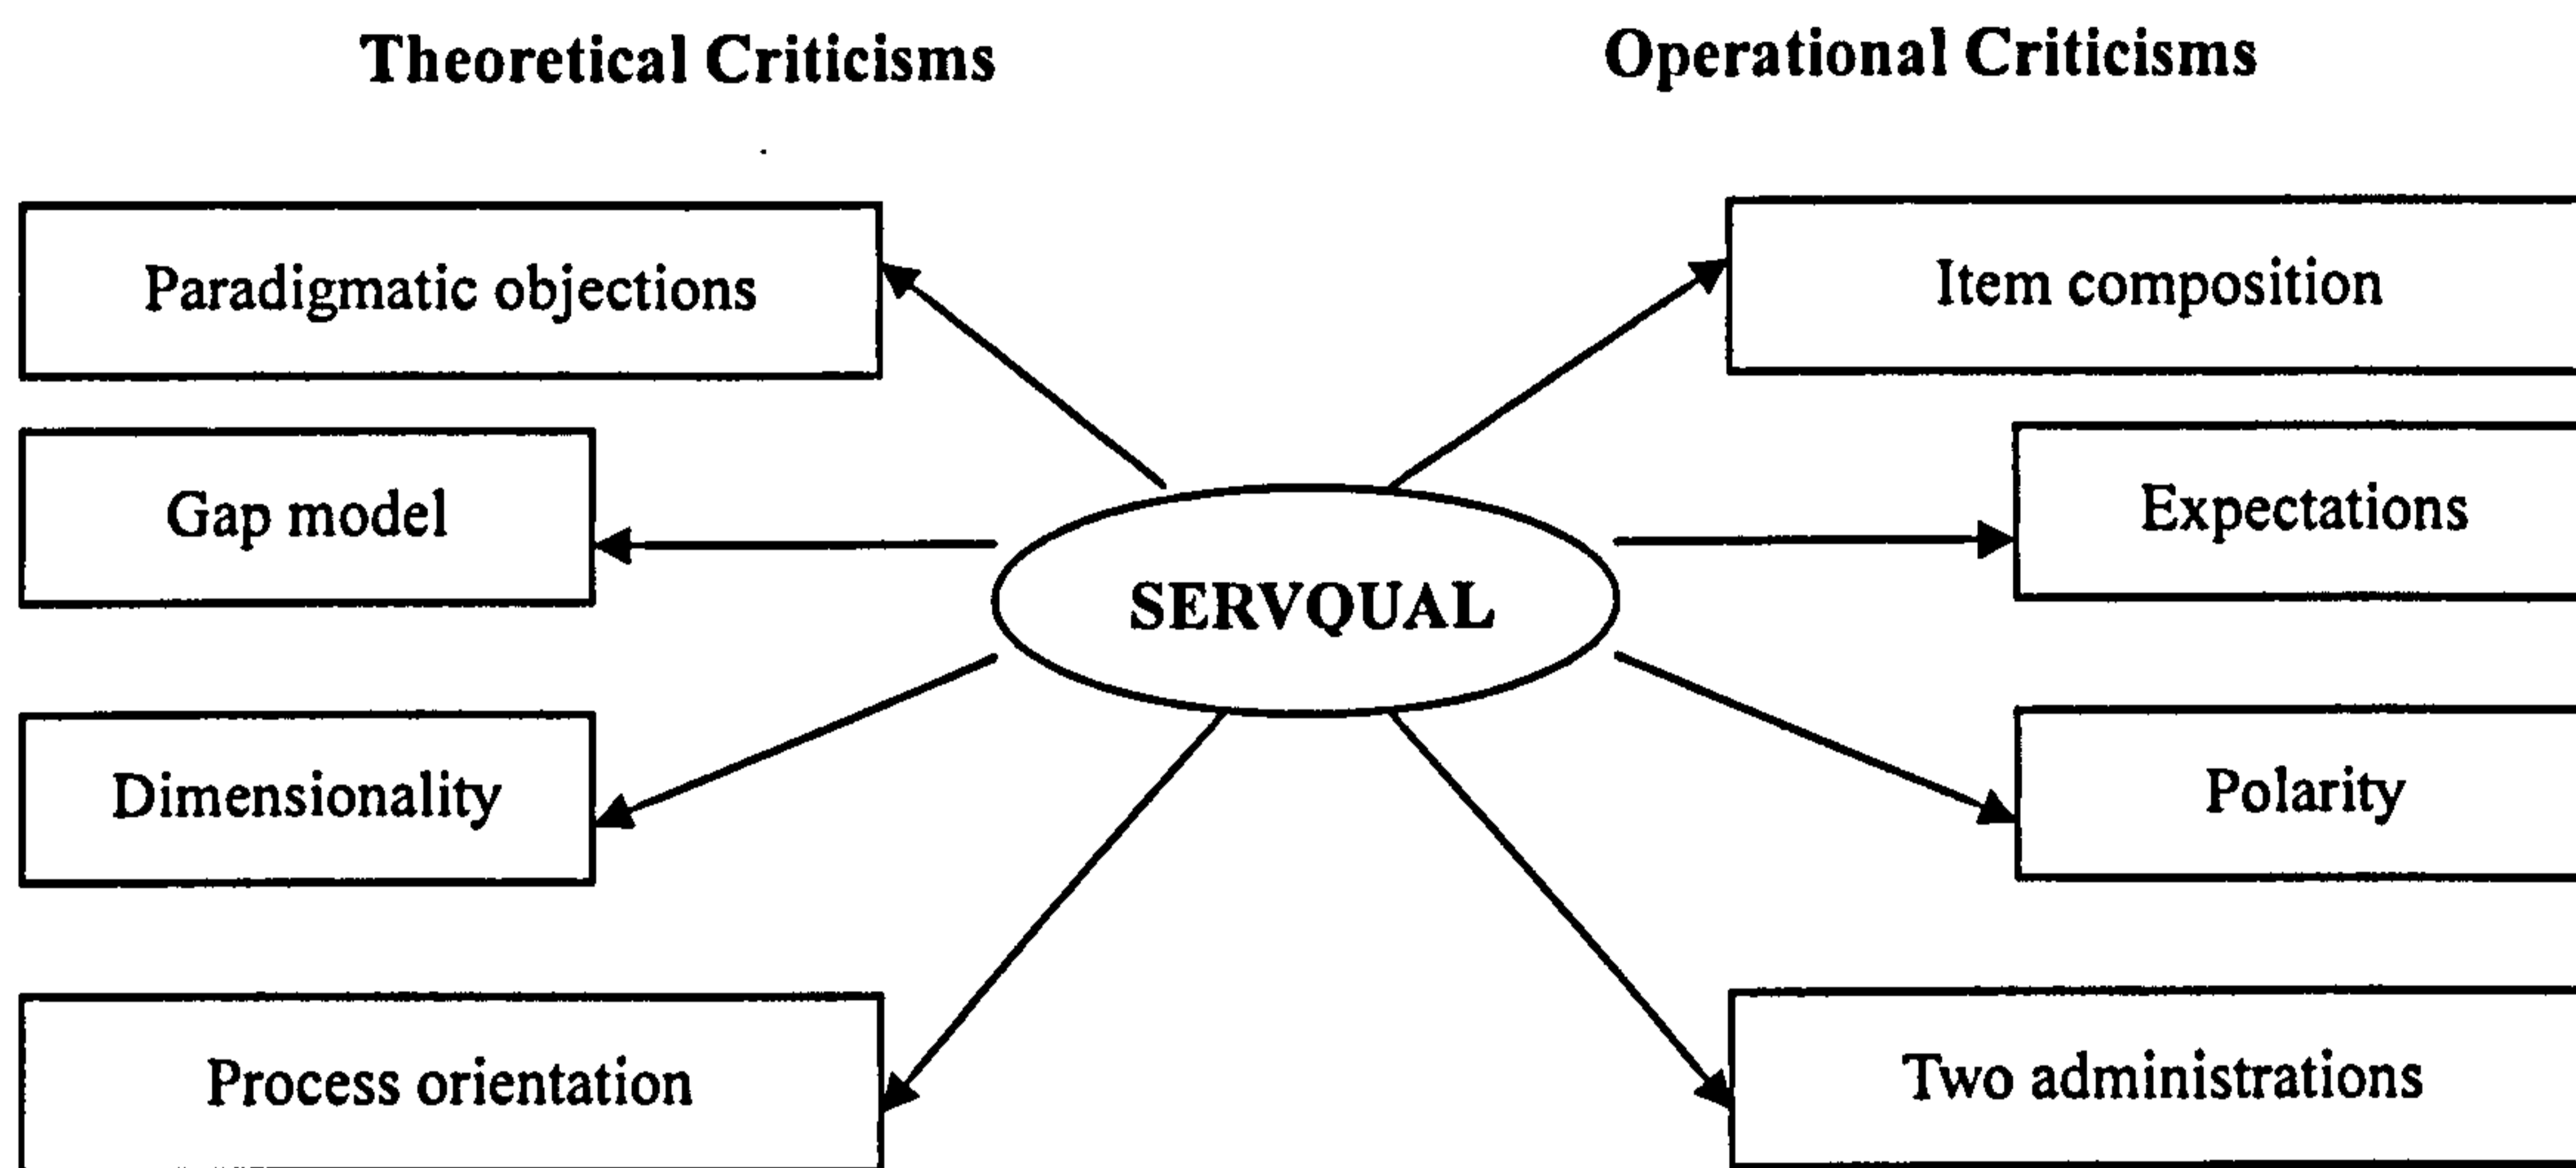 Theoretical Criticisms
Operational Criticisms
Paradigmatic objections
Item composition
Gap model
Expectations
SERVQUAL
Dimensionality
Polarity
Process orientation
Two administrations